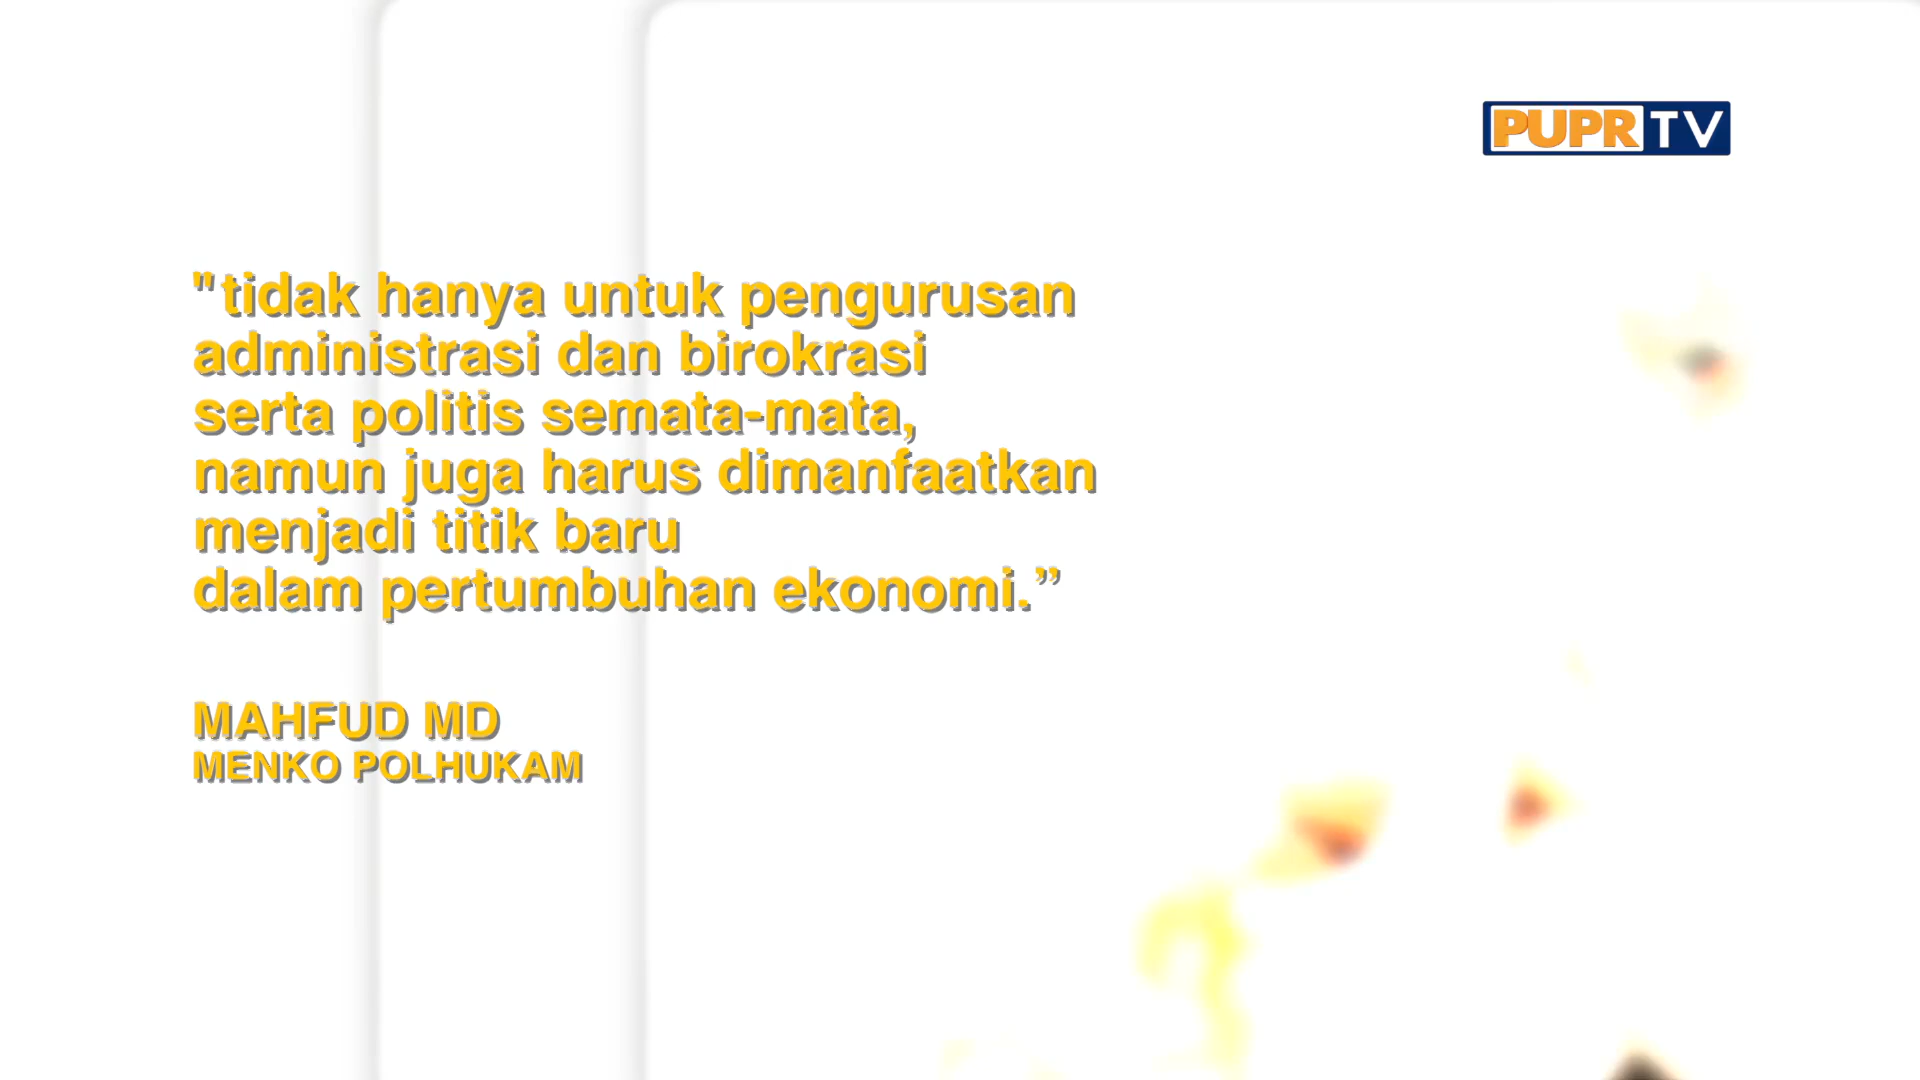 PUPR TV
"tidak hanya untuk pengurusan
administrasi dan birokrasi
serta politis semata-mata,
namun juga harus dimanfaatkan
menjadi titik baru
dalam pertumbuhan ekonomi.”
MAHFUD MD
MENKO POLHUKAM